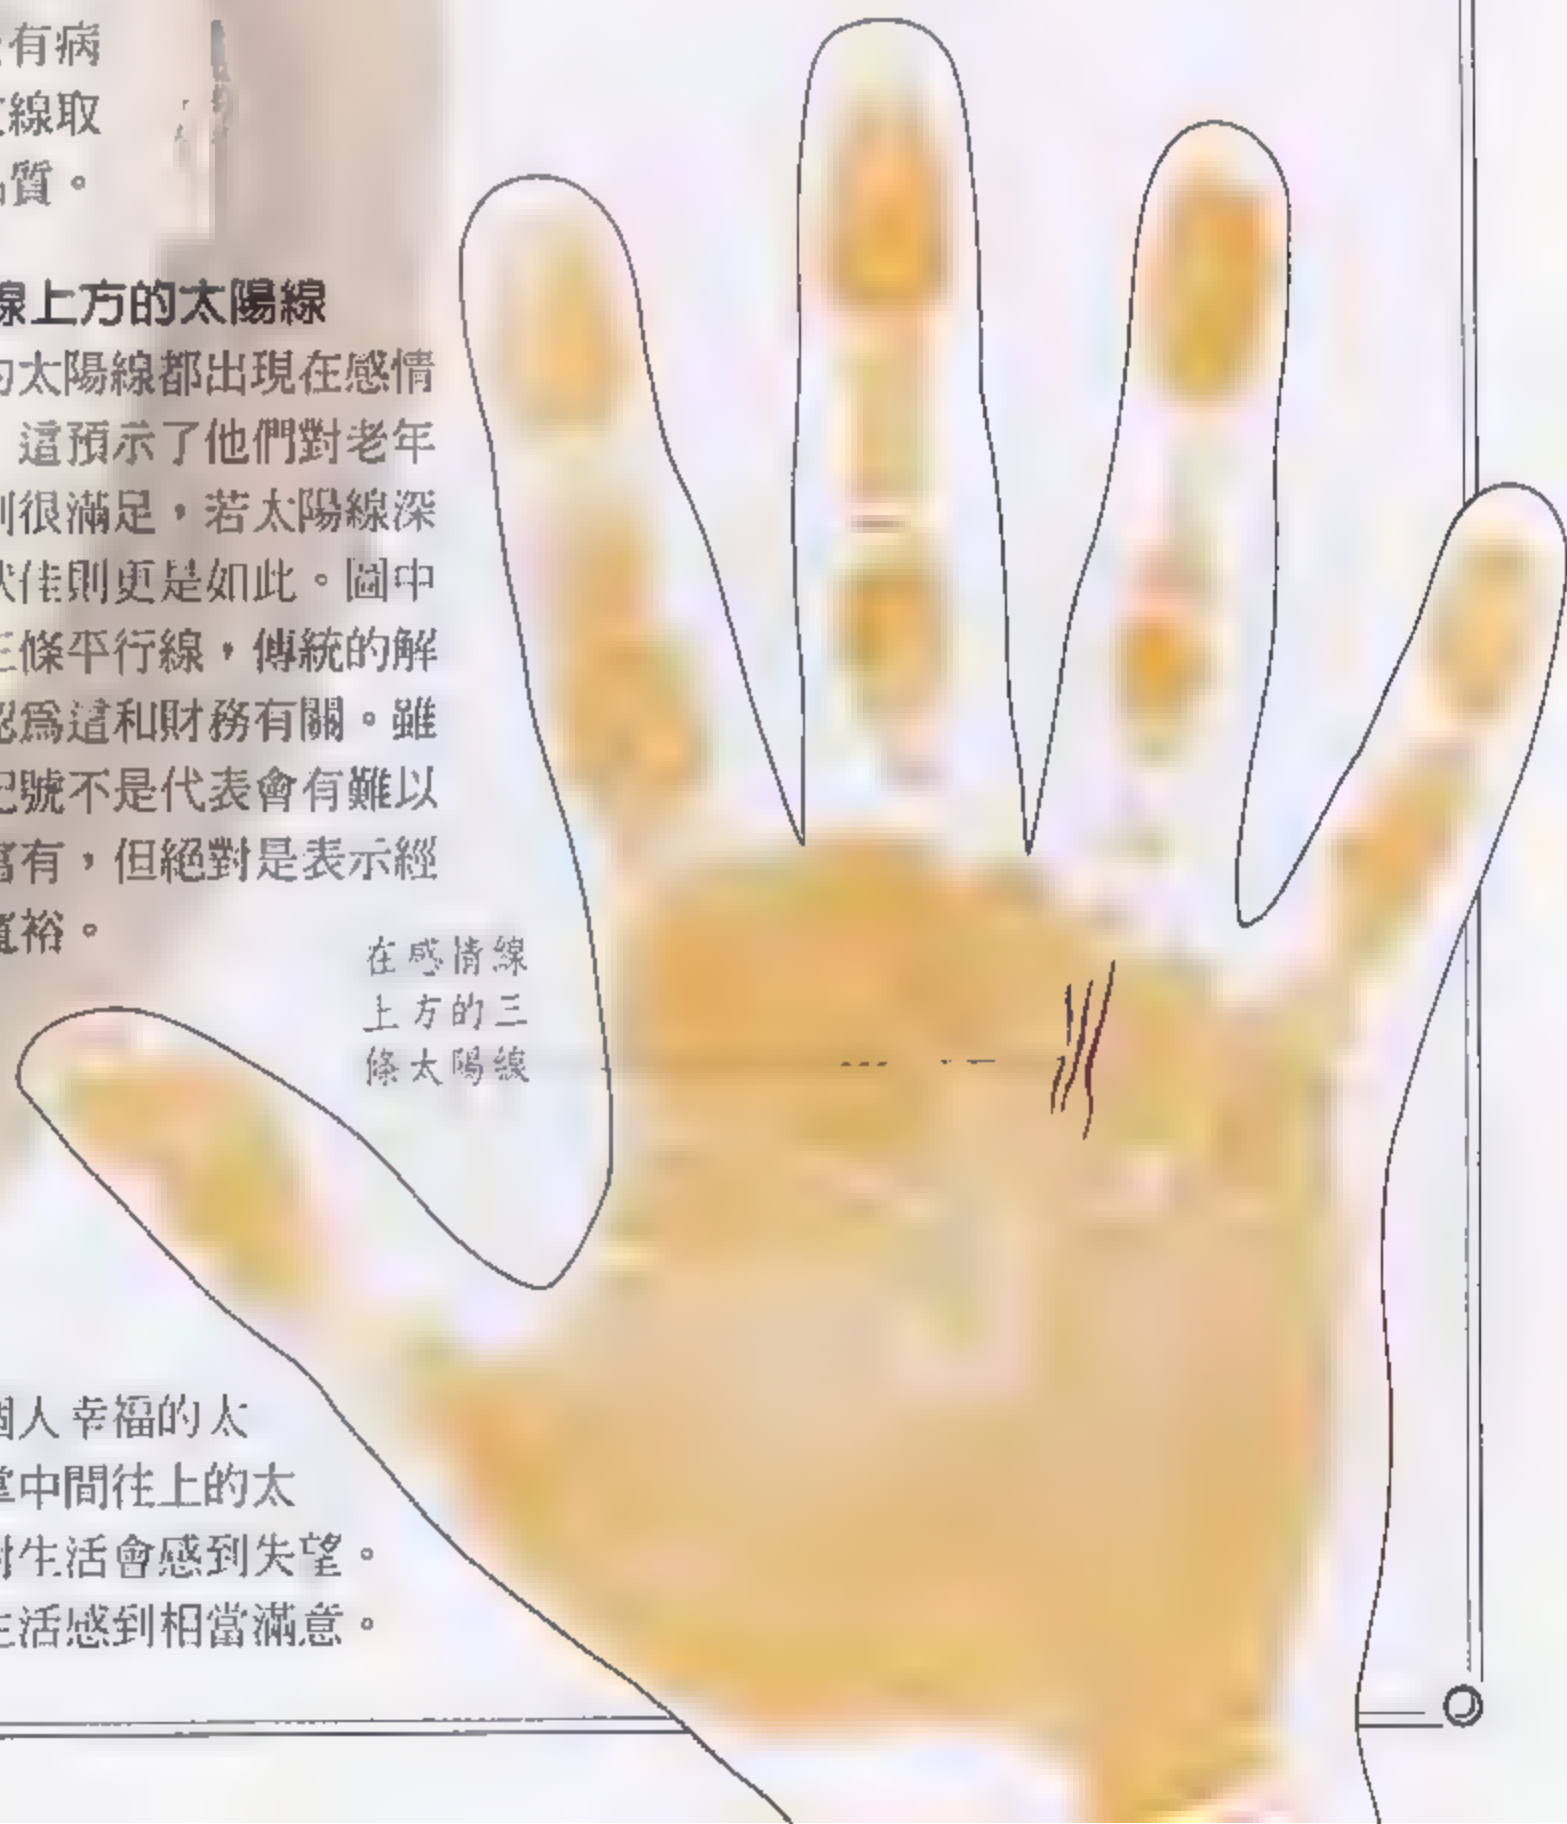 有病
線取
質。
線上方的太陽線
的太陽線都出現在感情
這預示了他們對老年
則很滿足，若太陽線深
狀佳則更是如此。圖中
三條平行線，傳統的解
認為這和財務有關。雖
記號不是代表會有難以
富有，但絕對是表示經
寬裕。
在感情線
上方的三
條太陽線
個人幸福的太
掌中間往上的太
對生活會感到失望。
生活感到相當滿意。